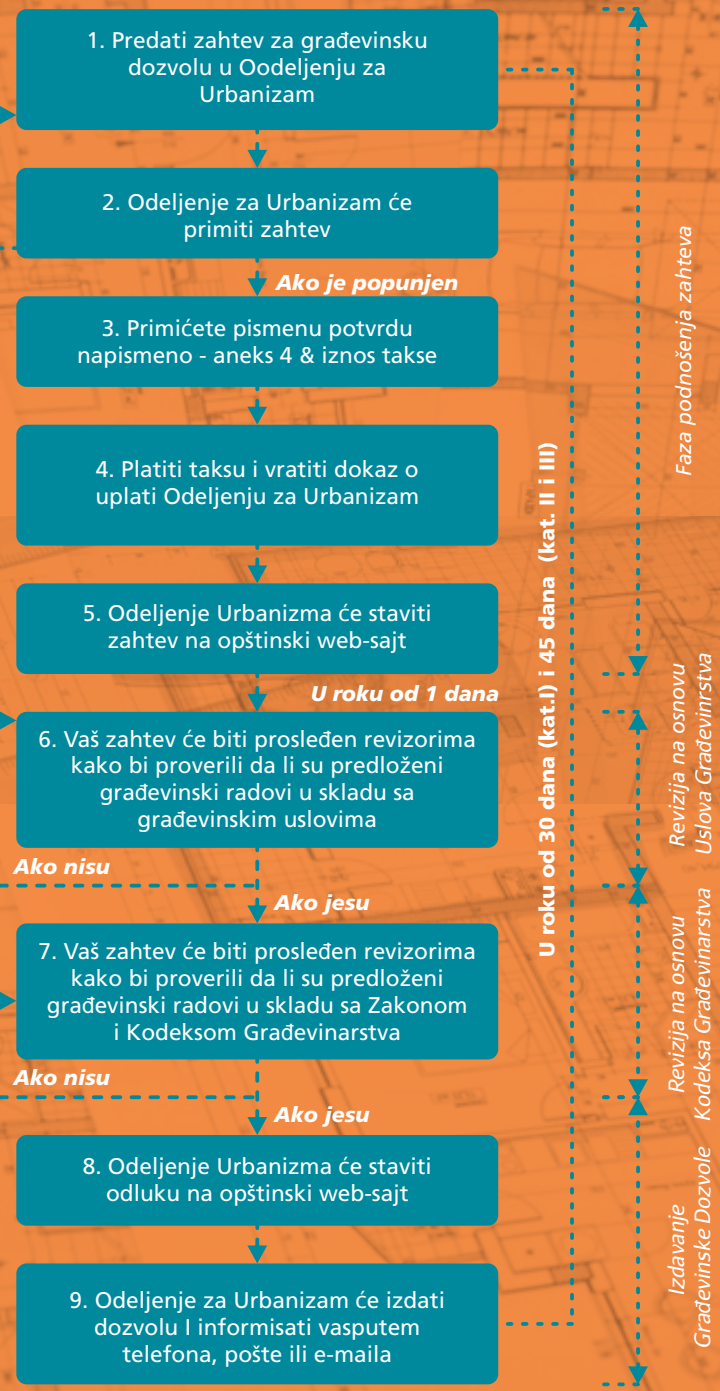 1. Predati zahtev za građevinsku
dozvolu u Oodeljenju za
Urbanizam
2. Odeljenje za Urbanizam će
primiti zahtev
Ako je popunjen
3. Primićete pismenu potvrdu
napismeno - aneks 4 & iznos takse
4. Platiti taksu i vratiti dokaz o
uplati Odeljenju za Urbanizam
5. Odeljenje Urbanizma će staviti
zahtev na opštinski web-sajt
U roku od 1 dana
6. Vaš zahtev će biti prosleđen revizorima
kako bi proverili da li su predloženi
građevinski radovi u skladu sa
građevinskim uslovima
Ako nisu
Ako jesu
7. Vaš zahtev će biti prosleđen revizorima
kako bi proverili da li su predloženi
građevinski radovi u skladu sa Zakonom
i Kodeksom Građevinarstva
Ako nisu
Ako jesu
8. Odeljenje Urbanizma će staviti
odluku na opštinski web-sajt
9. Odeljenje za Urbanizam će izdati
dozvolu I informisati vasputem
telefona, pošte ili e-maila
U roku od 30 dana (kat.I) i 45 dana (kat. II i III)
Faza podnošenja zahteva
Revizija na osnovu
Uslova Građevinrstva
Revizija na osnovu
Kodeksa Građevinarstva
Izdavanje
Građevinske Dozvole